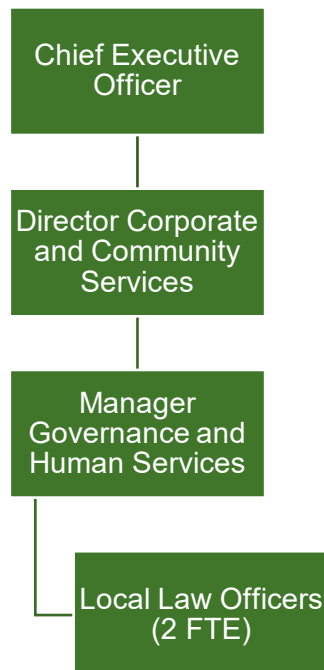 Chief Executive
Officer
Director Corporate
and Community
Services
Manager
Governance and
Human Services
Local Law Officers
(2 FTE)